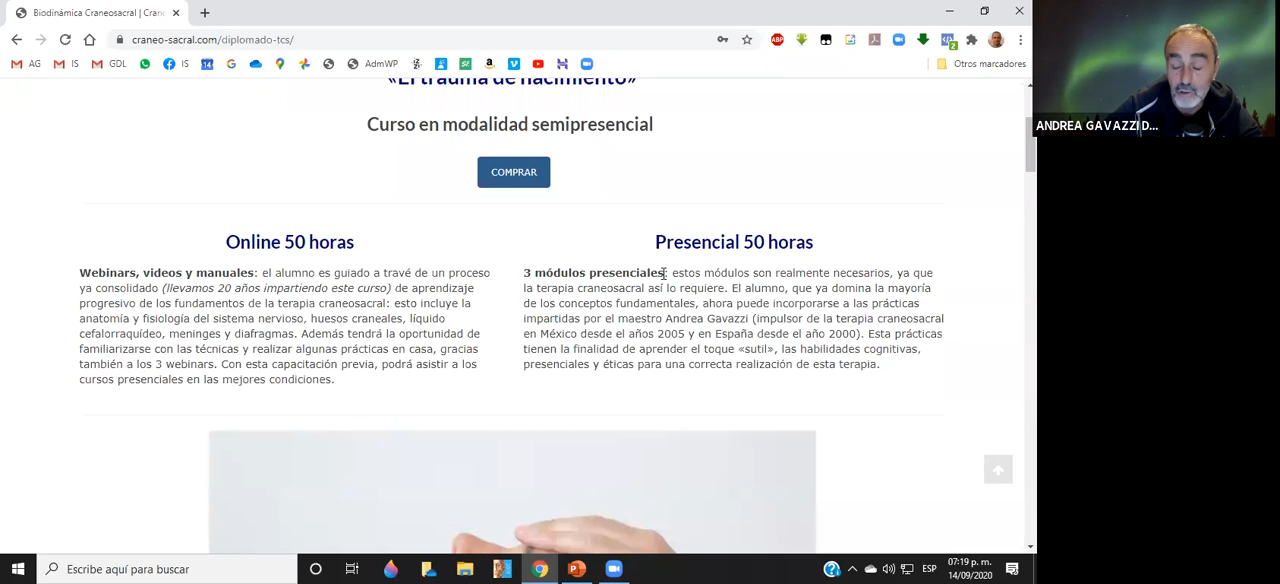 Biodinámica Craneosacral | Cran
craneo-sacral.com/diplomado-tcs/
ABP
2
AG
IS
GDL
IS
14
AdmWP
Otros marcadores
«El trauma de nacimiento»
Curso en modalidad semipresencial
COMPRAR
Online 50 horas
Webinars, videos y manuales: el alumno es guiado a travé de un proceso
ya consolidado (llevamos 20 años impartiendo este curso) de aprendizaje
progresivo de los fundamentos de la terapia craneosacral: esto incluye la
anatomía y fisiología del sistema nervioso, huesos craneales, líquido
cefalorraquídeo, meninges y diafragmas. Además tendrá la oportunidad de
familiarizarse con las técnicas y realizar algunas prácticas en casa, gracias
también a los 3 webinars. Con esta capacitación previa, podrá asistir a los
cursos presenciales en las mejores condiciones.
Presencial 50 horas
3 módulos presenciales: estos módulos son realmente necesarios, ya que
la terapia craneosacral así lo requiere. El alumno, que ya domina la mayoría
de los conceptos fundamentales, ahora puede incorporarse a las prácticas
impartidas por el maestro Andrea Gavazzi (impulsor de la terapia craneosacral
en México desde el años 2005 y en España desde el año 2000). Esta prácticas
tienen la finalidad de aprender el toque «sutil», las habilidades cognitivas,
presenciales y éticas para una correcta realización de esta terapia.
ANDREA GAVAZZI D...
Escribe aquí para buscar
ESP
07:19 p. m.
14/09/2020